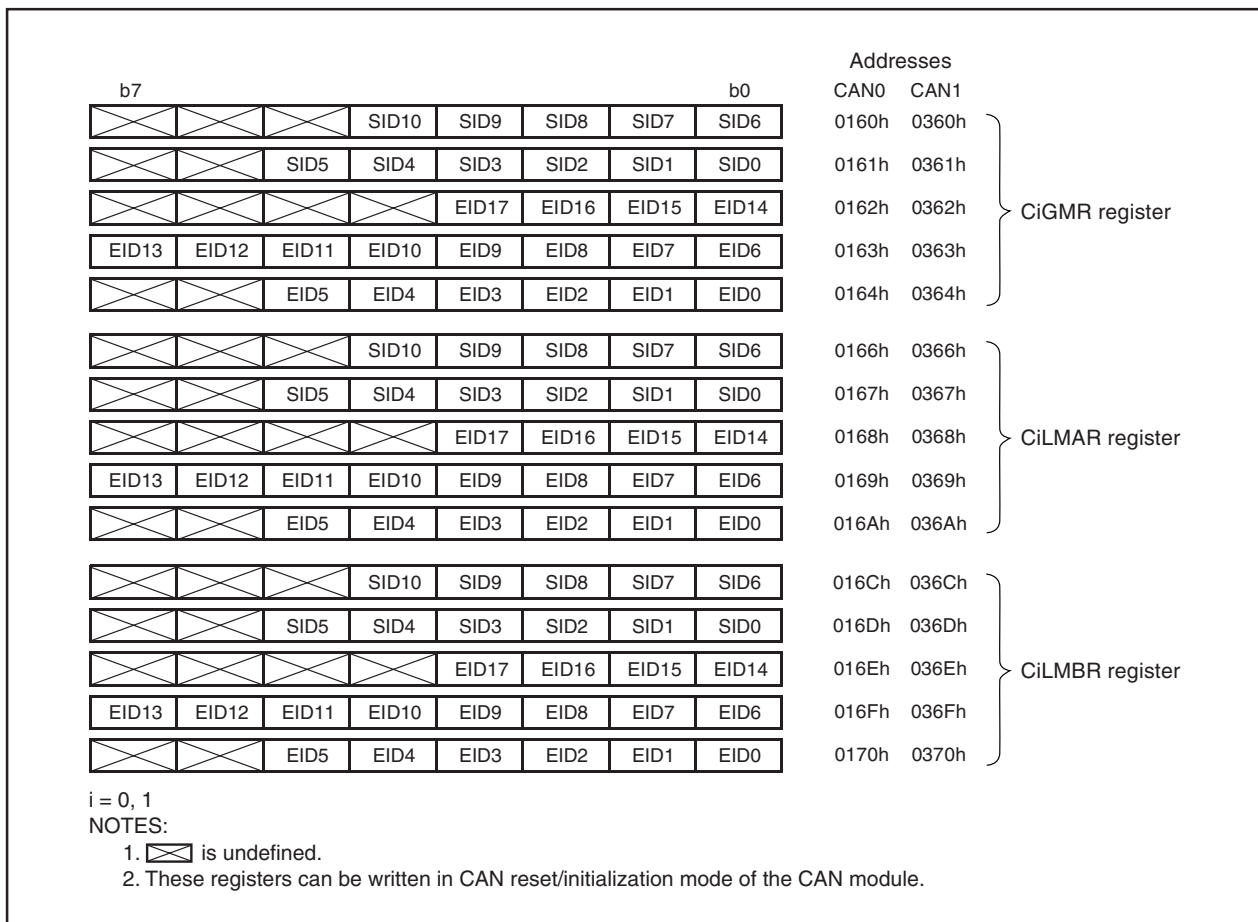 Addresses
b7 b0 CAN0 CAN1
SID10 SID9 SID8 SID7 SID6 0160h 0360h
SID5 SID4 SID3 SID2 SID1 SID0 0161h 0361h
EID17 EID16 EID15 EID14 0162h 0362h CiGMR register
EID13 EID12 EID11 EID10 EID9 EID8 EID7 EID6 0163h 0363h
EID5 EID4 EID3 EID2 EID1 EID0 0164h 0364h
SID10 SID9 SID8 SID7 SID6 0166h 0366h
SID5 SID4 SID3 SID2 SID1 SID0 0167h 0367h
EID17 EID16 EID15 EID14 0168h 0368h CiLMAR register
EID13 EID12 EID11 EID10 EID9 EID8 EID7 EID6 0169h 0369h
EID5 EID4 EID3 EID2 EID1 EID0 016Ah 036Ah
SID10 SID9 SID8 SID7 SID6 016Ch 036Ch
SID5 SID4 SID3 SID2 SID1 SID0 016Dh 036Dh
EID17 EID16 EID15 EID14 016Eh 036Eh CiLMBR register
EID13 EID12 EID11 EID10 EID9 EID8 EID7 EID6 016Fh 036Fh
EID5 EID4 EID3 EID2 EID1 EID0 0170h 0370h
i = 0, 1
NOTES:
1. is undefined.
2. These registers can be written in CAN reset/initialization mode of the CAN module.